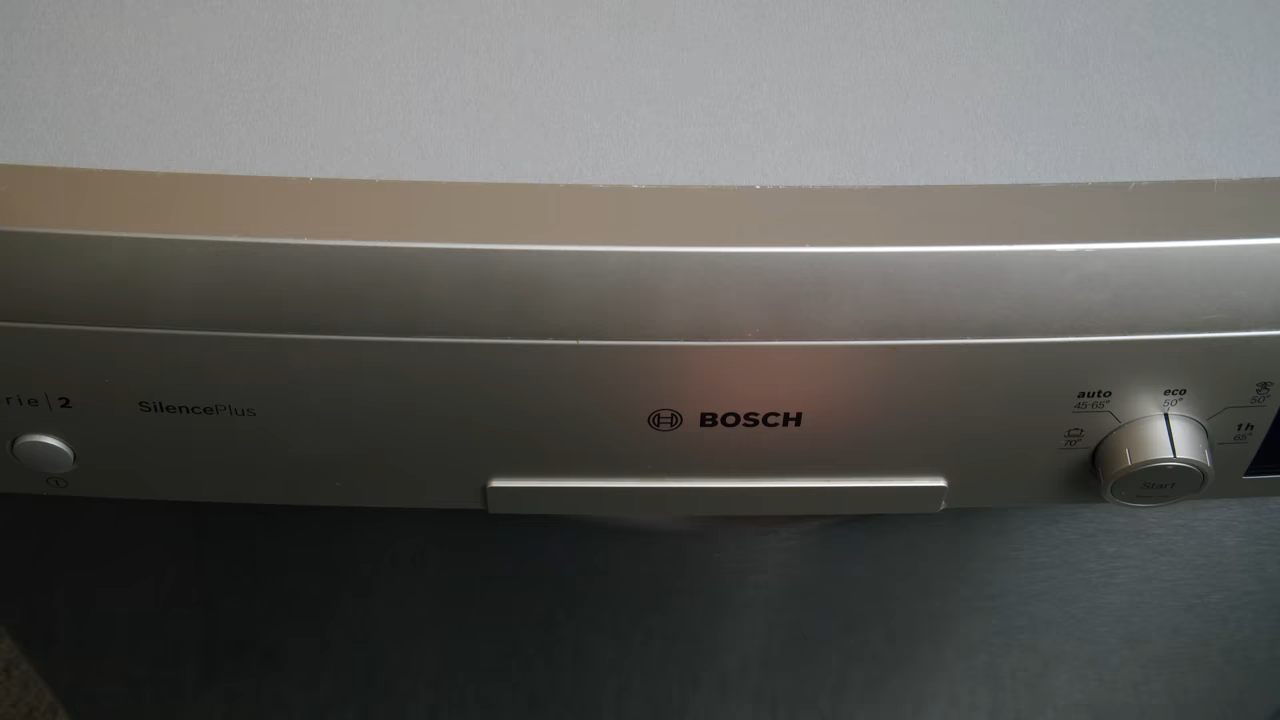 rie | 2
SilencePlus
BOSCH
auto
45-65°
eco
50°
50°
70°
1h
65°
Start